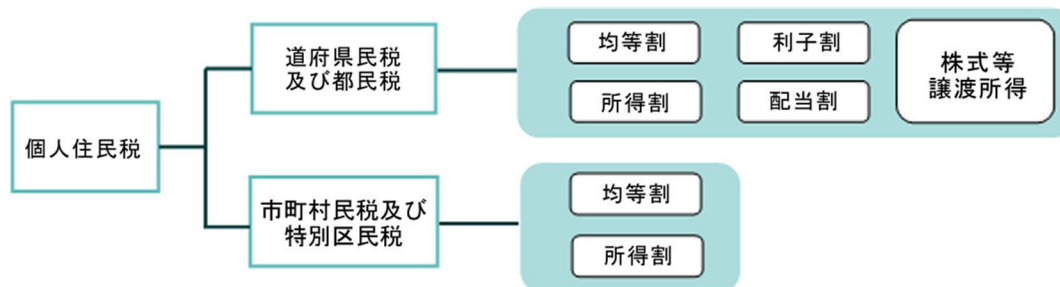 個人住民税
道府県民税
及び都民税
均等割
利子割
所得割
配当割
株式等
譲渡所得
市町村民税及び
特別区民税
均等割
所得割